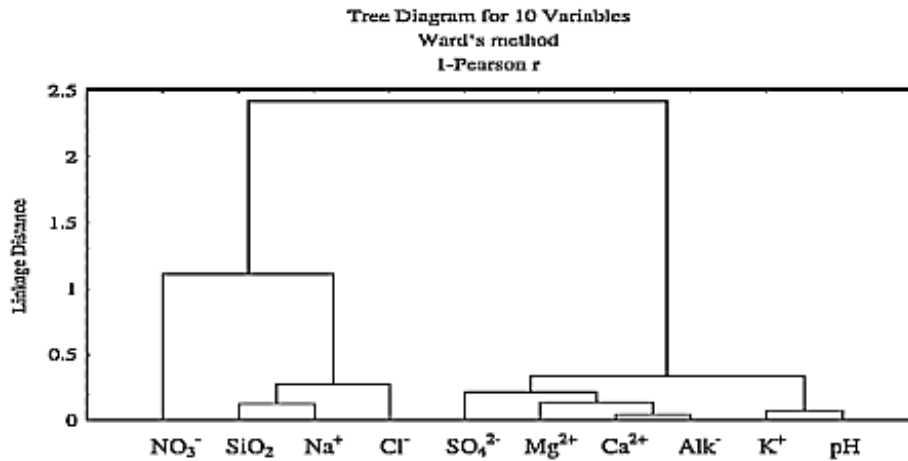 Tree Diagram for 10 Variables
Ward's method
1-Pearson r
2.5
2
1.5
1
0.5
0
Linkage Distance
NO₃⁻ SiO₂ Na⁺ Cl⁻ SO₄²⁻ Mg²⁺ Ca²⁺ Alk⁻ K⁺ pH